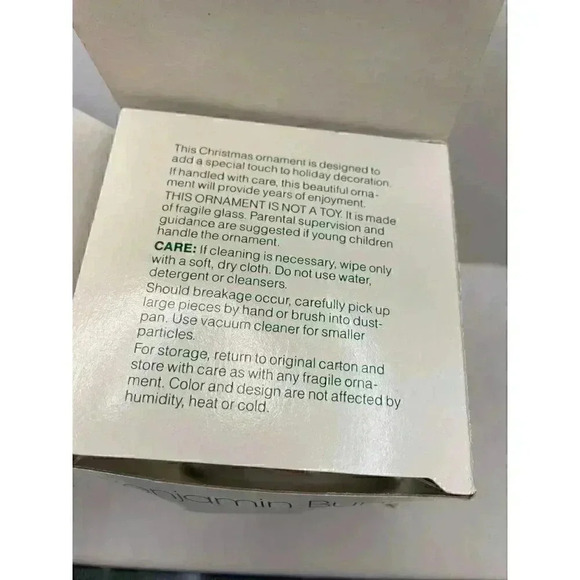 This Christmas ornament is designed to
add a special touch to holiday decoration.
If handled with care, this beautiful orna-
ment will provide years of enjoyment.
THIS ORNAMENT IS NOT A TOY. It is made
of fragile glass. Parental supervision and
guidance are suggested if young children
handle the ornament.
CARE: If cleaning is necessary, wipe only
with a soft, dry cloth. Do not use water,
detergent or cleansers.
Should breakage occur, carefully pick up
large pieces by hand or brush into dust-
pan. Use vacuum cleaner for smaller
particles.
For storage, return to original carton and
store with care as with any fragile orna-
ment. Color and design are not affected by
humidity, heat or cold.